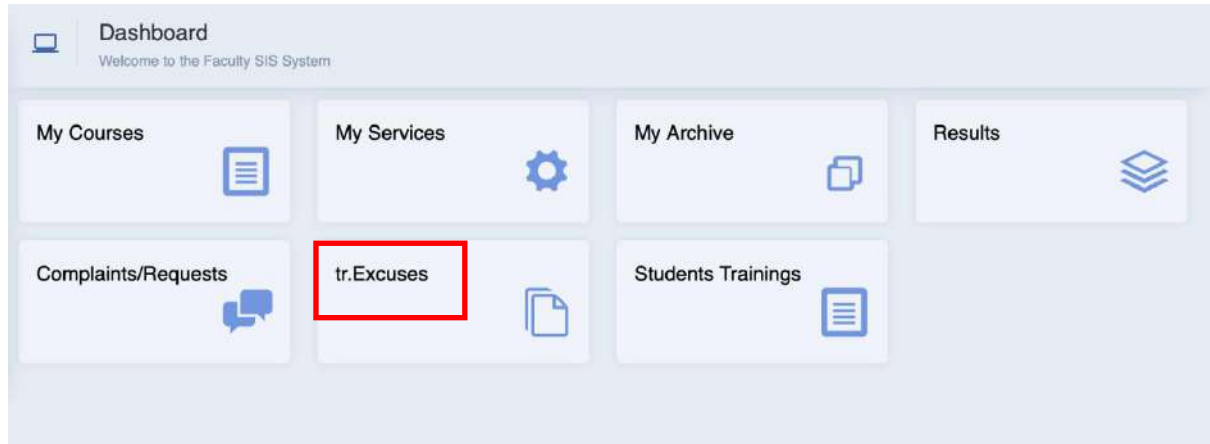 Dashboard
Welcome to the Faculty SIS System
My Courses
My Services
My Archive
Results
Complaints/Requests
tr.Excuses
Students Trainings